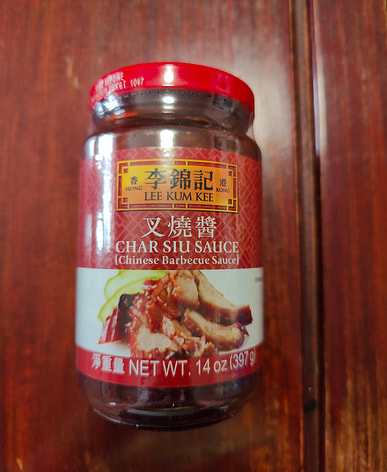 香 李錦記 港
HONG LEE KUM KEE KONG
叉燒醬
CHAR SIU SAUCE
(Chinese Barbecue Sauce)
淨重量 NET WT. 14 oz (397g)